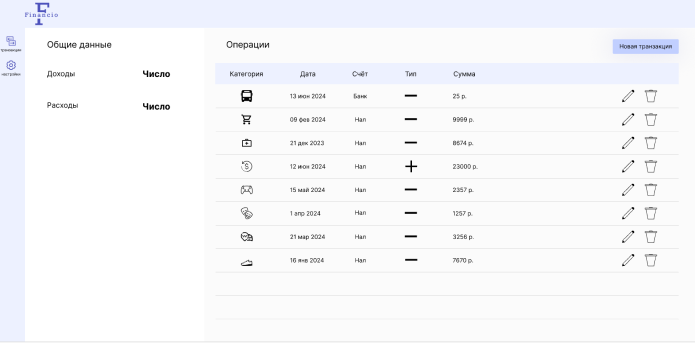 F
Financio
транзакции
настройки
Общие данные
Доходы Число
Расходы Число
Операции
Новая транзакция
Категория Дата Счёт Тип Сумма
13 июн 2024 Банк 25 р.
09 фев 2024 Нал 9999 р.
21 дек 2023 Нал 8674 р.
12 июн 2024 Нал 23000 р.
15 май 2024 Нал 2357 р.
1 апр 2024 Нал 1257 р.
21 мар 2024 Нал 3256 р.
16 янв 2024 Нал 7670 р.